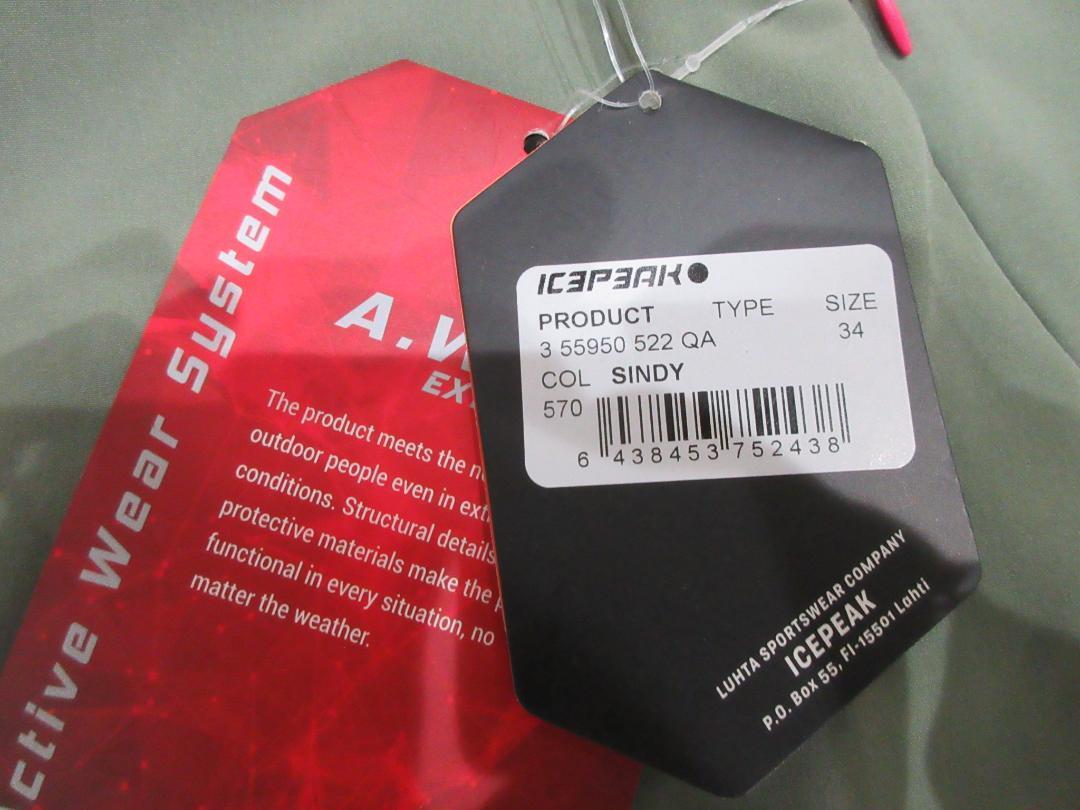 ctive Wear System
A.W
EX
The product meets the n
outdoor people even in ext
conditions. Structural details
protective materials make the
functional in every situation, no
matter the weather.
ICEPEAK
PRODUCT TYPE SIZE
3 55950 522 QA 34
COL SINDY
570
6 438453 752438
LUHTA SPORTSWEAR COMPANY
ICEPEAK
P.O. Box 55, FI-15501 Lahti